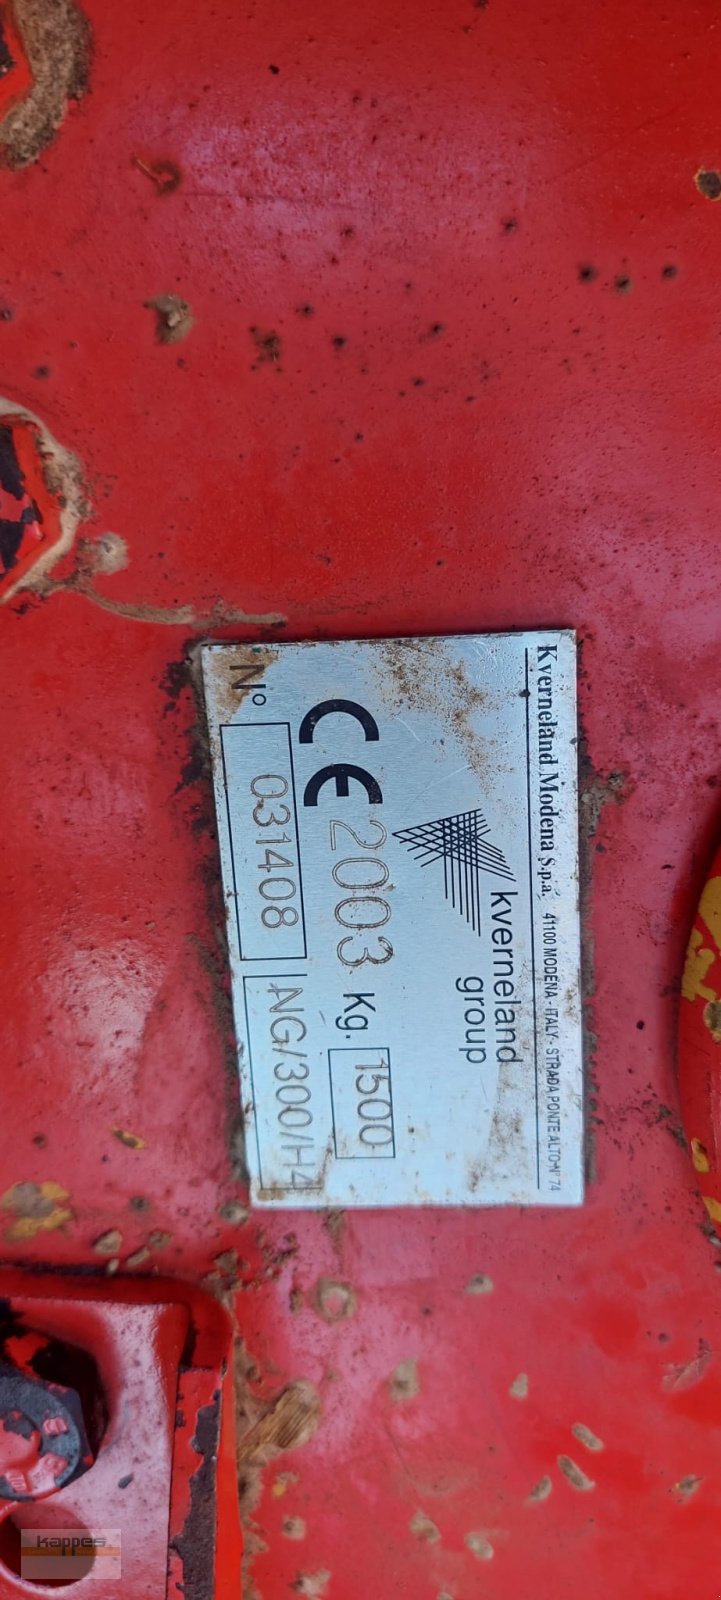 Kverneland Modena S.p.a. 41100 MODENA - ITALY - STRADA PONTE ALTO N° 74
kverneland
group
CE 2003 Kg. 1500
N° 031408 NG/300/H4
kappes